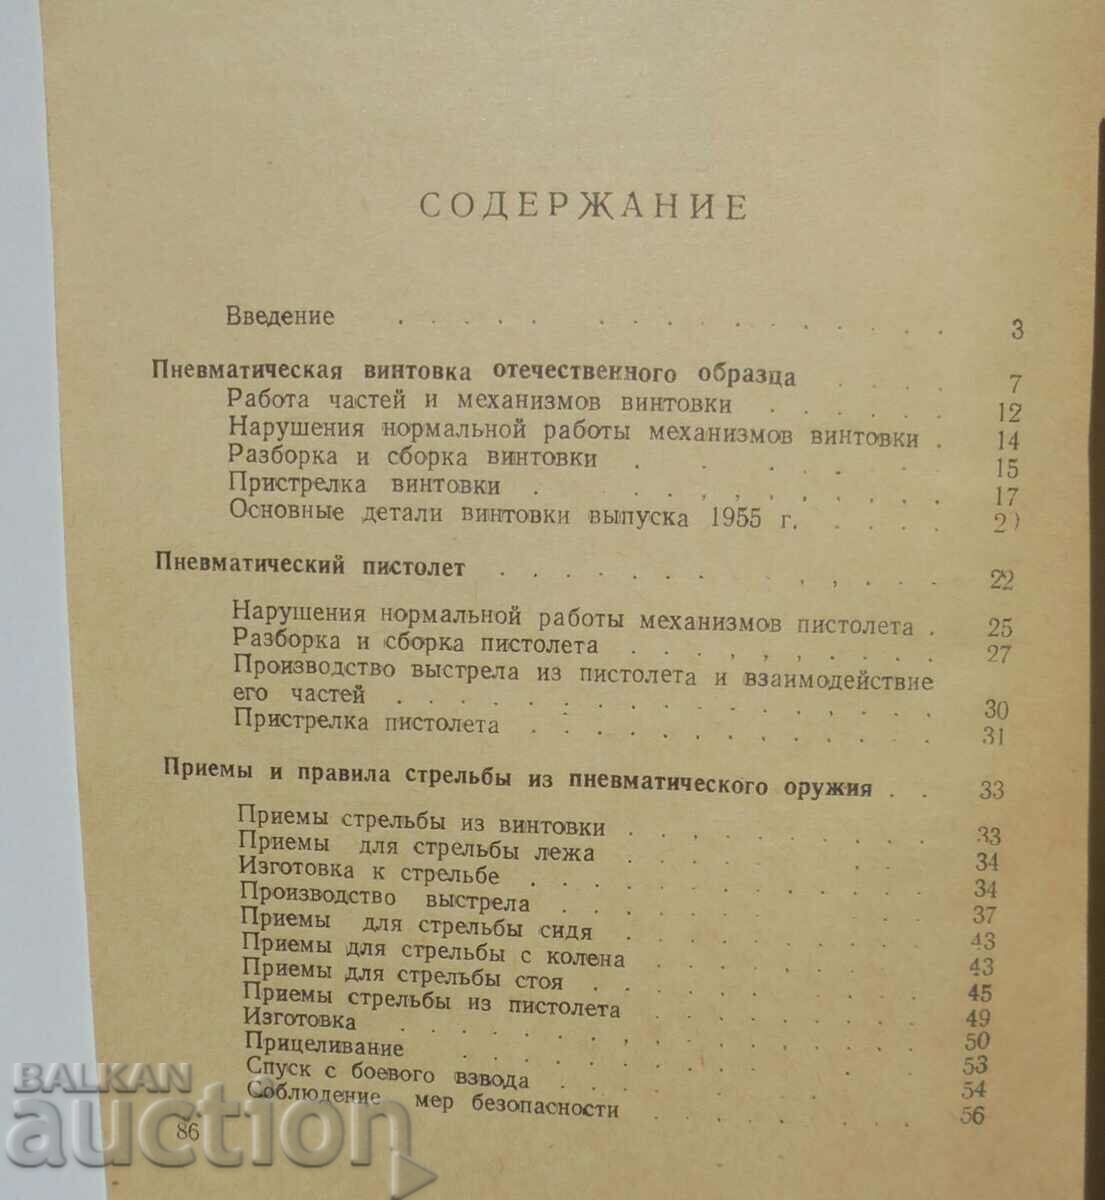 СОДЕРЖАНИЕ
Введение . . . . . . . . . . . . . . . . 3
Пневматическая винтовка отечественного образца . . . . 7
Работа частей и механизмов винтовки . . . . . . 12
Нарушения нормальной работы механизмов винтовки . 14
Разборка и сборка винтовки . . . . . . . . 15
Пристрелка винтовки . . . . . . . . . . 17
Основные детали винтовки выпуска 1955 г. . . . . 2
Пневматический пистолет . . . . . . . . . . . 22
Нарушения нормальной работы механизмов пистолета . 25
Разборка и сборка пистолета . . . . . . . . . 27
Производство выстрела из пистолета и взаимодействие
его частей . . . . . . . . . . . . . . . 30
Пристрелка пистолета . . . . . . . . . . . 31
Приемы и правила стрельбы из пневматического оружия . . 33
Приемы стрельбы из винтовки . . . . . . . . 33
Приемы для стрельбы лежа . . . . . . . . . 34
Изготовка к стрельбе . . . . . . . . . . . 34
Производство выстрела . . . . . . . . . . 37
Приемы для стрельбы сидя . . . . . . . . . 43
Приемы для стрельбы с колена . . . . . . . . 43
Приемы для стрельбы стоя . . . . . . . . . 45
Приемы стрельбы из пистолета . . . . . . . . 49
Изготовка . . . . . . . . . . . . . . . 50
Прицеливание . . . . . . . . . . . . . 53
Спуск с боевого взвода . . . . . . . . . . 54
Соблюдение мер безопасности . . . . . . . . 56
86
BALKAN
auction